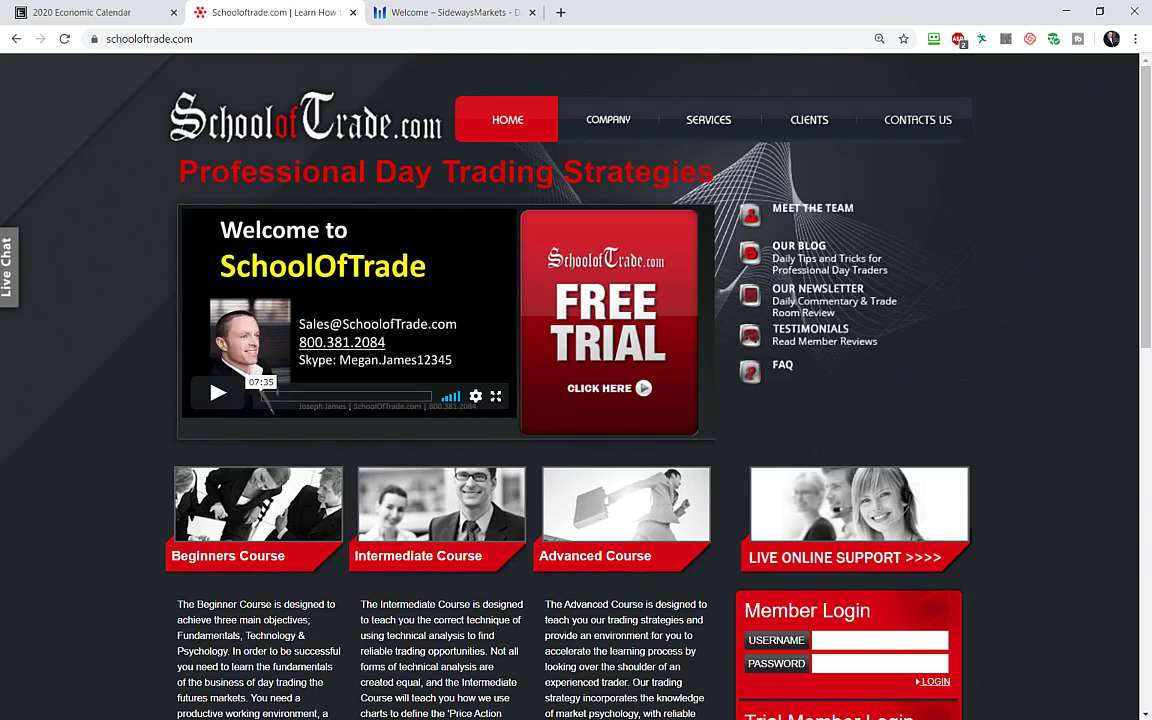 2020 Economic Calendar
Schooloftrade.com | Learn How to
Welcome – SidewaysMarkets - D
schooloftrade.com
SchoolofTrade.com
HOME
COMPANY
SERVICES
CLIENTS
CONTACTS US
Professional Day Trading Strategies
Live Chat
Welcome to
SchoolOfTrade
Sales@SchoolofTrade.com
800.381.2084
Skype: Megan.James12345
07:35
Joseph James | SchoolOfTrade.com | 800.381.2084
SchoolofTrade.com
FREE
TRIAL
CLICK HERE
MEET THE TEAM
OUR BLOG
Daily Tips and Tricks for
Professional Day Traders
OUR NEWSLETTER
Daily Commentary & Trade
Room Review
TESTIMONIALS
Read Member Reviews
FAQ
Beginners Course
Intermediate Course
Advanced Course
LIVE ONLINE SUPPORT >>>>
The Beginner Course is designed to
achieve three main objectives;
Fundamentals, Technology &
Psychology. In order to be successful
you need to learn the fundamentals
of the business of day trading the
futures markets. You need a
productive working environment, a
The Intermediate Course is designed
to teach you the correct technique of
using technical analysis to find
reliable trading opportunities. Not all
forms of technical analysis are
created equal, and the Intermediate
Course will teach you how we use
charts to define the 'Price Action
The Advanced Course is designed to
teach you our trading strategies and
provide an environment for you to
accelerate the learning process by
looking over the shoulder of an
experienced trader. Our trading
strategy incorporates the knowledge
of market psychology, with reliable
Member Login
USERNAME
PASSWORD
LOGIN
Trial Member Login